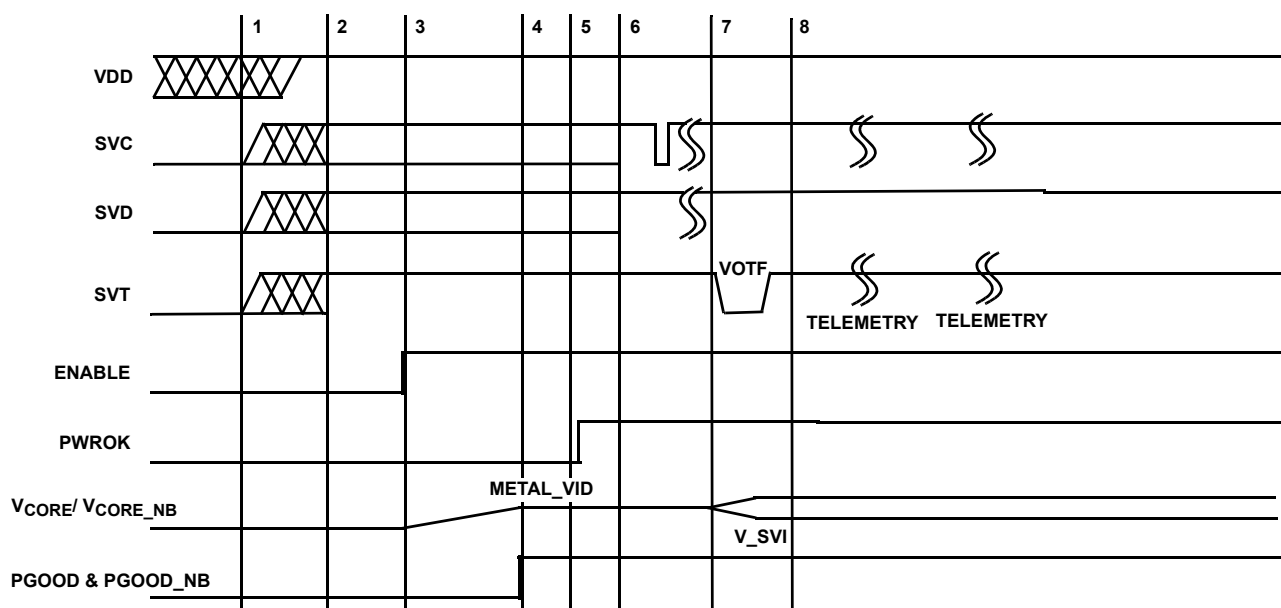 1 2 3 4 5 6 7 8
VDD
SVC
SVD
SVT
VOTF
TELEMETRY TELEMETRY
ENABLE
PWROK
METAL_VID
VCORE/ VCORE_NB
V_SVI
PGOOD & PGOOD_NB